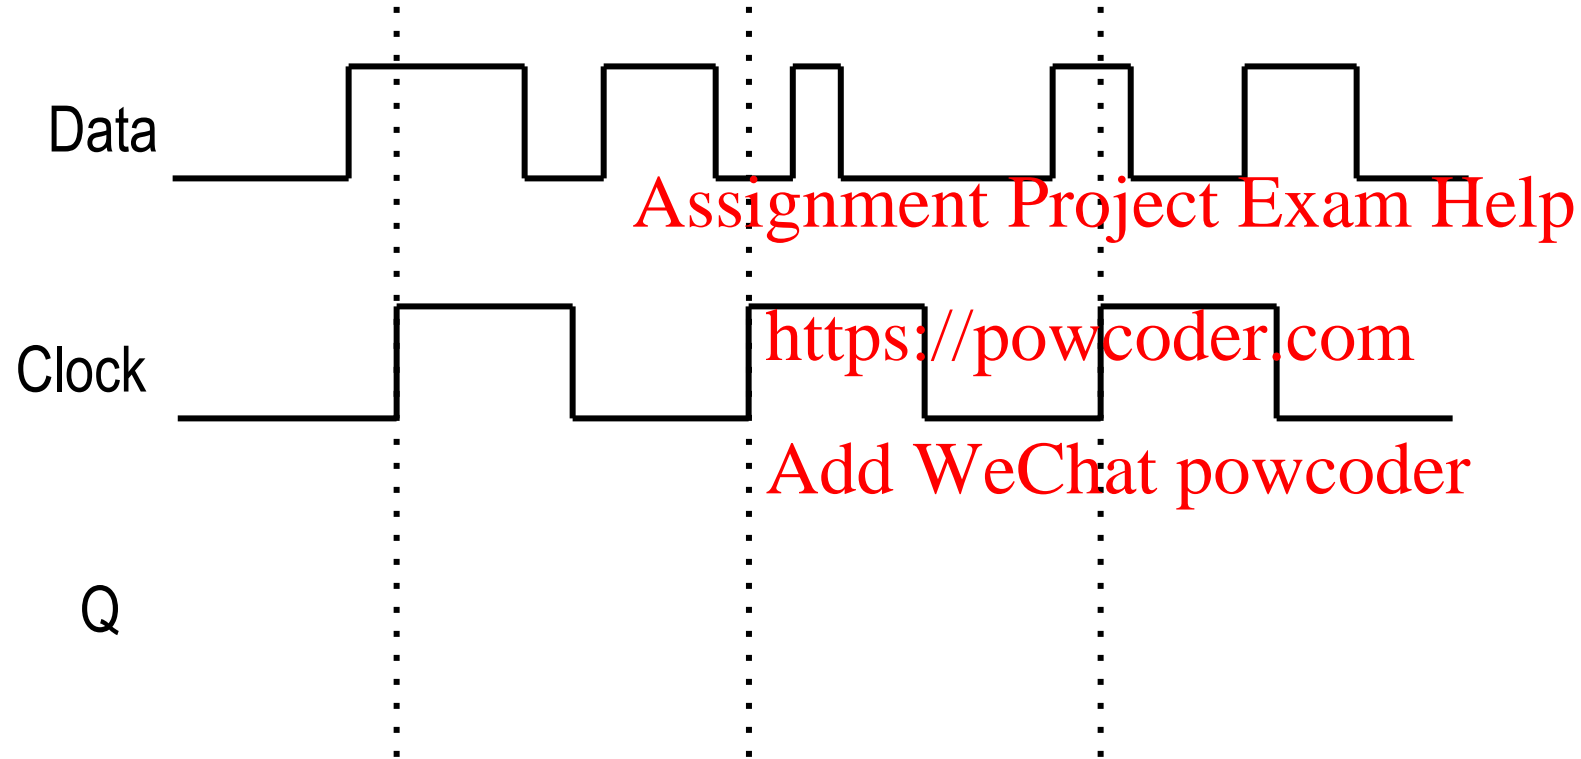 Data
Assignment Project Exam Help
https://powcoder.com
Clock
Add WeChat powcoder
Q